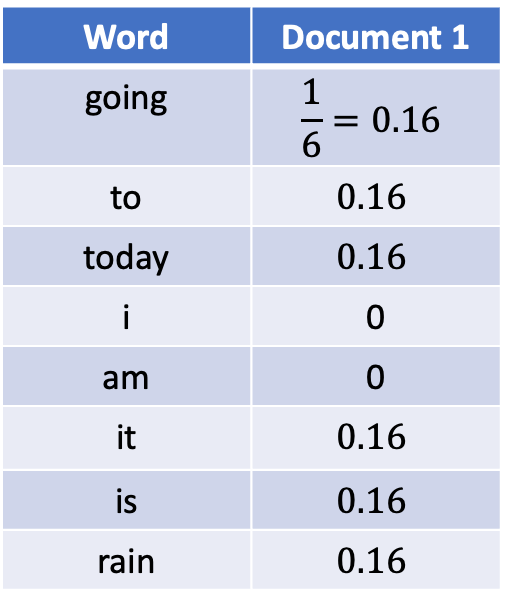 Word Document 1
going 1/6 = 0.16
to 0.16
today 0.16
i 0
am 0
it 0.16
is 0.16
rain 0.16